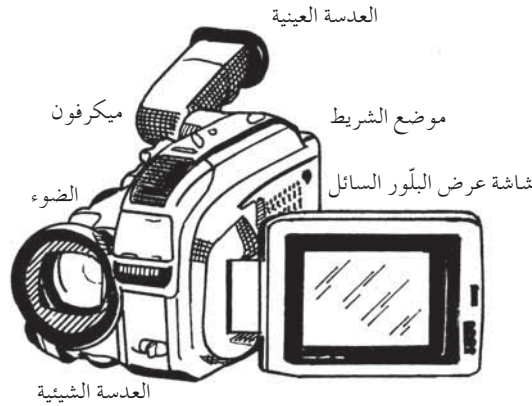 العدسة العينية
موضع الشريط
ميكرفون
شاشة عرض البلّور السائل
الضوء
العدسة الشيئية